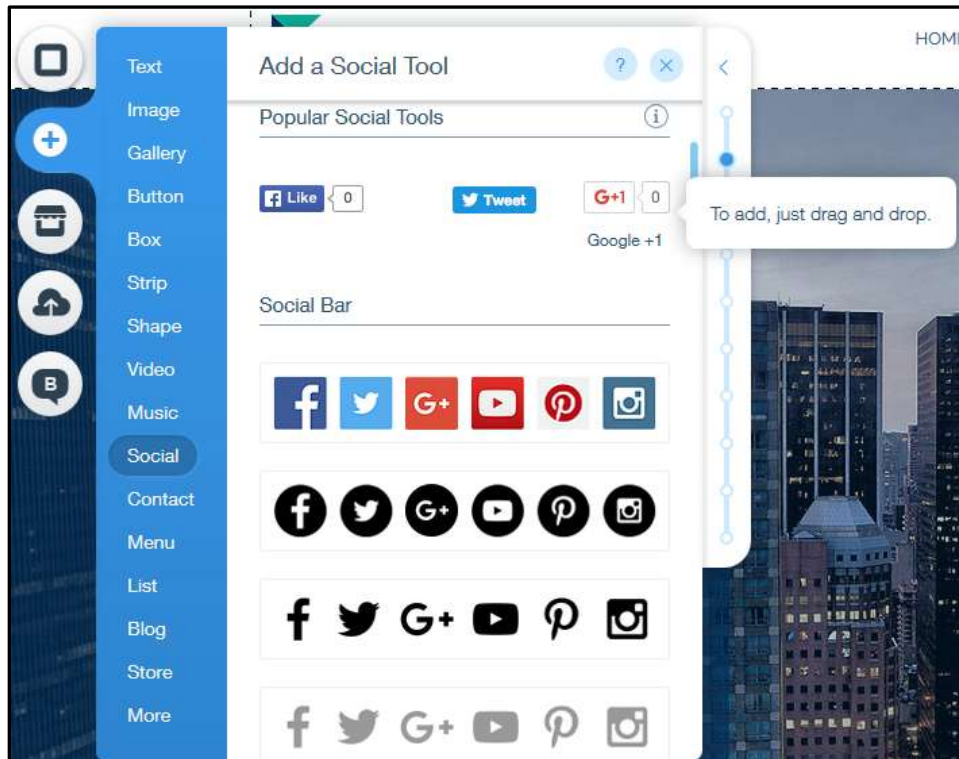 HOM
Text
Image
Gallery
Button
Box
Strip
Shape
Video
Music
Social
Contact
Menu
List
Blog
Store
More
B
Add a Social Tool
?
Popular Social Tools
i
Like 0
Tweet
G+1 0
Google +1
To add, just drag and drop.
Social Bar
f G+
f G+
f G+
f G+